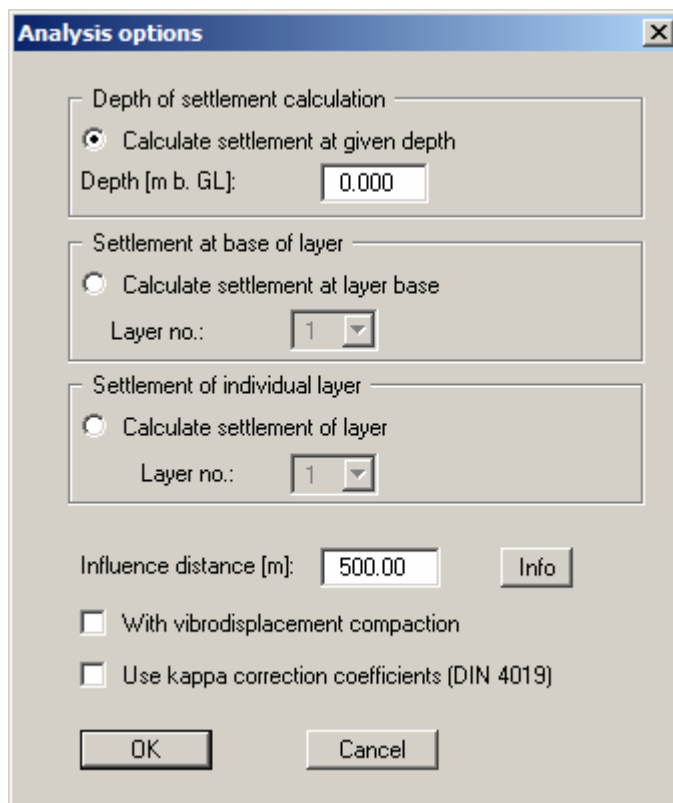 Analysis options
Depth of settlement calculation
Calculate settlement at given depth
Depth [m b. GL]: 0.000
Settlement at base of layer
Calculate settlement at layer base
Layer no.: 1
Settlement of individual layer
Calculate settlement of layer
Layer no.: 1
Influence distance [m]: 500.00 Info
With vibrodisplacement compaction
Use kappa correction coefficients (DIN 4019)
OK Cancel